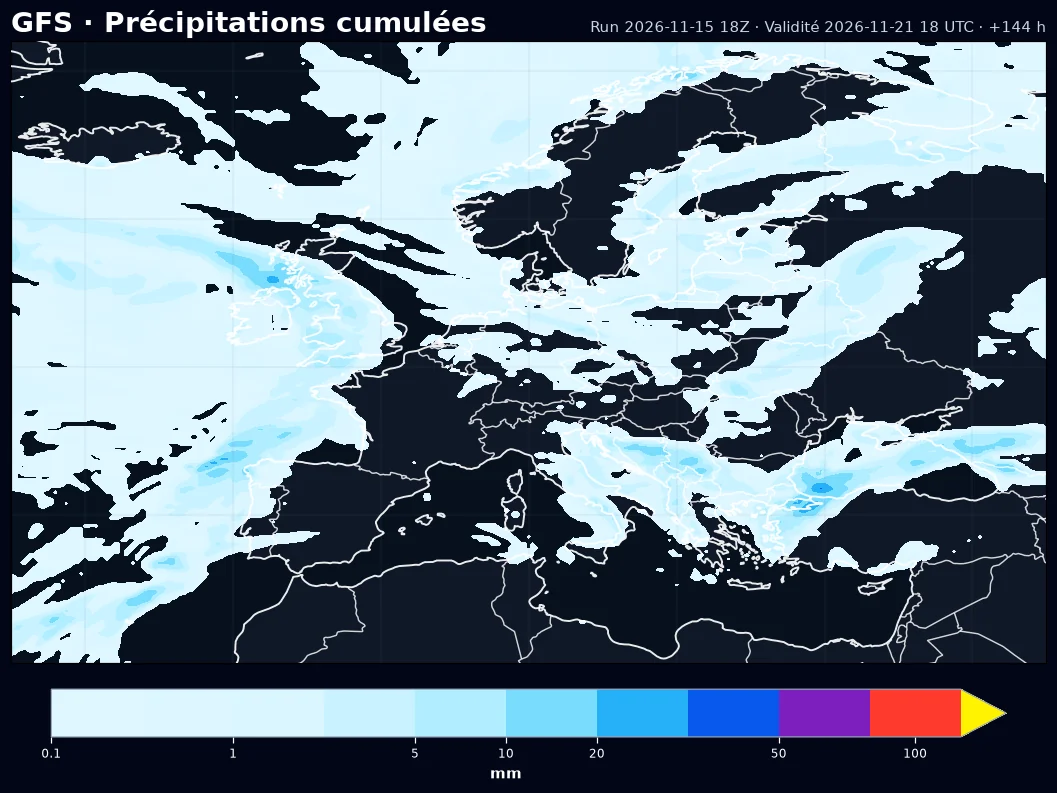 GFS · Précipitations cumulées
Run 2026-11-15 18Z · Validité 2026-11-21 18 UTC · +144 h
0.1 1 5 10 20 50 100
mm